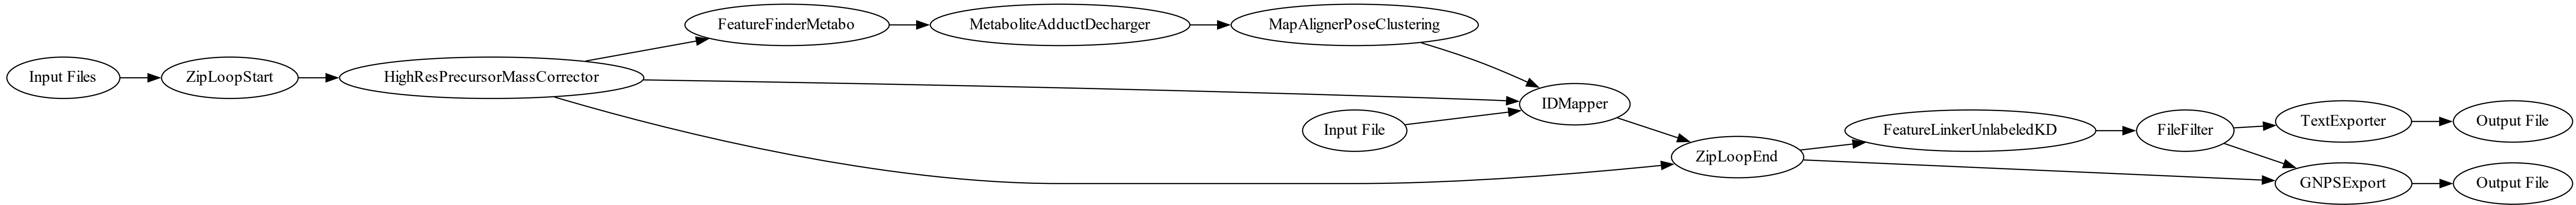 Input Files
ZipLoopStart
HighResPrecursorMassCorrector
FeatureFinderMetabo
MetaboliteAdductDecharger
MapAlignerPoseClustering
Input File
IDMapper
ZipLoopEnd
FeatureLinkerUnlabeledKD
FileFilter
TextExporter
Output File
GNPSExport
Output File